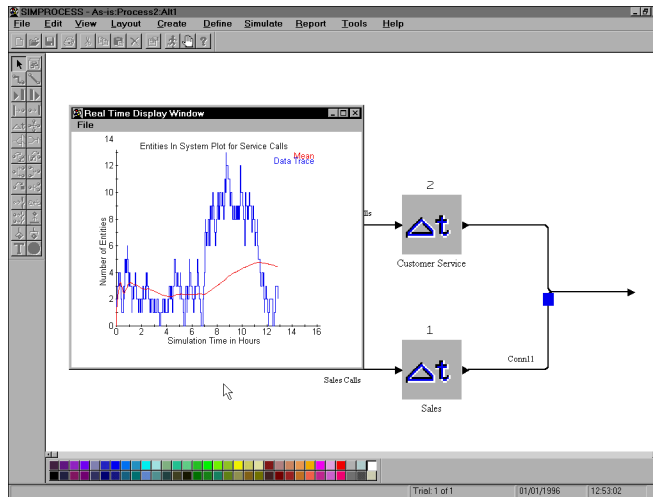 SIMPROCESS - As-is:Process2:Alt1
File Edit View Layout Create Define Simulate Report Tools Help
Real Time Display Window
File
Entities In System Plot for Service Calls
Mean
Data Trace
Number of Entities
14
12
10
8
6
4
2
0
0 2 4 6 8 10 12 14 16
Simulation Time in Hours
lls
2
Δt
Customer Service
1
Δt
Sales
Sales Calls
Conn11
T
Trial: 1 of 1 01/01/1996 12:53:02